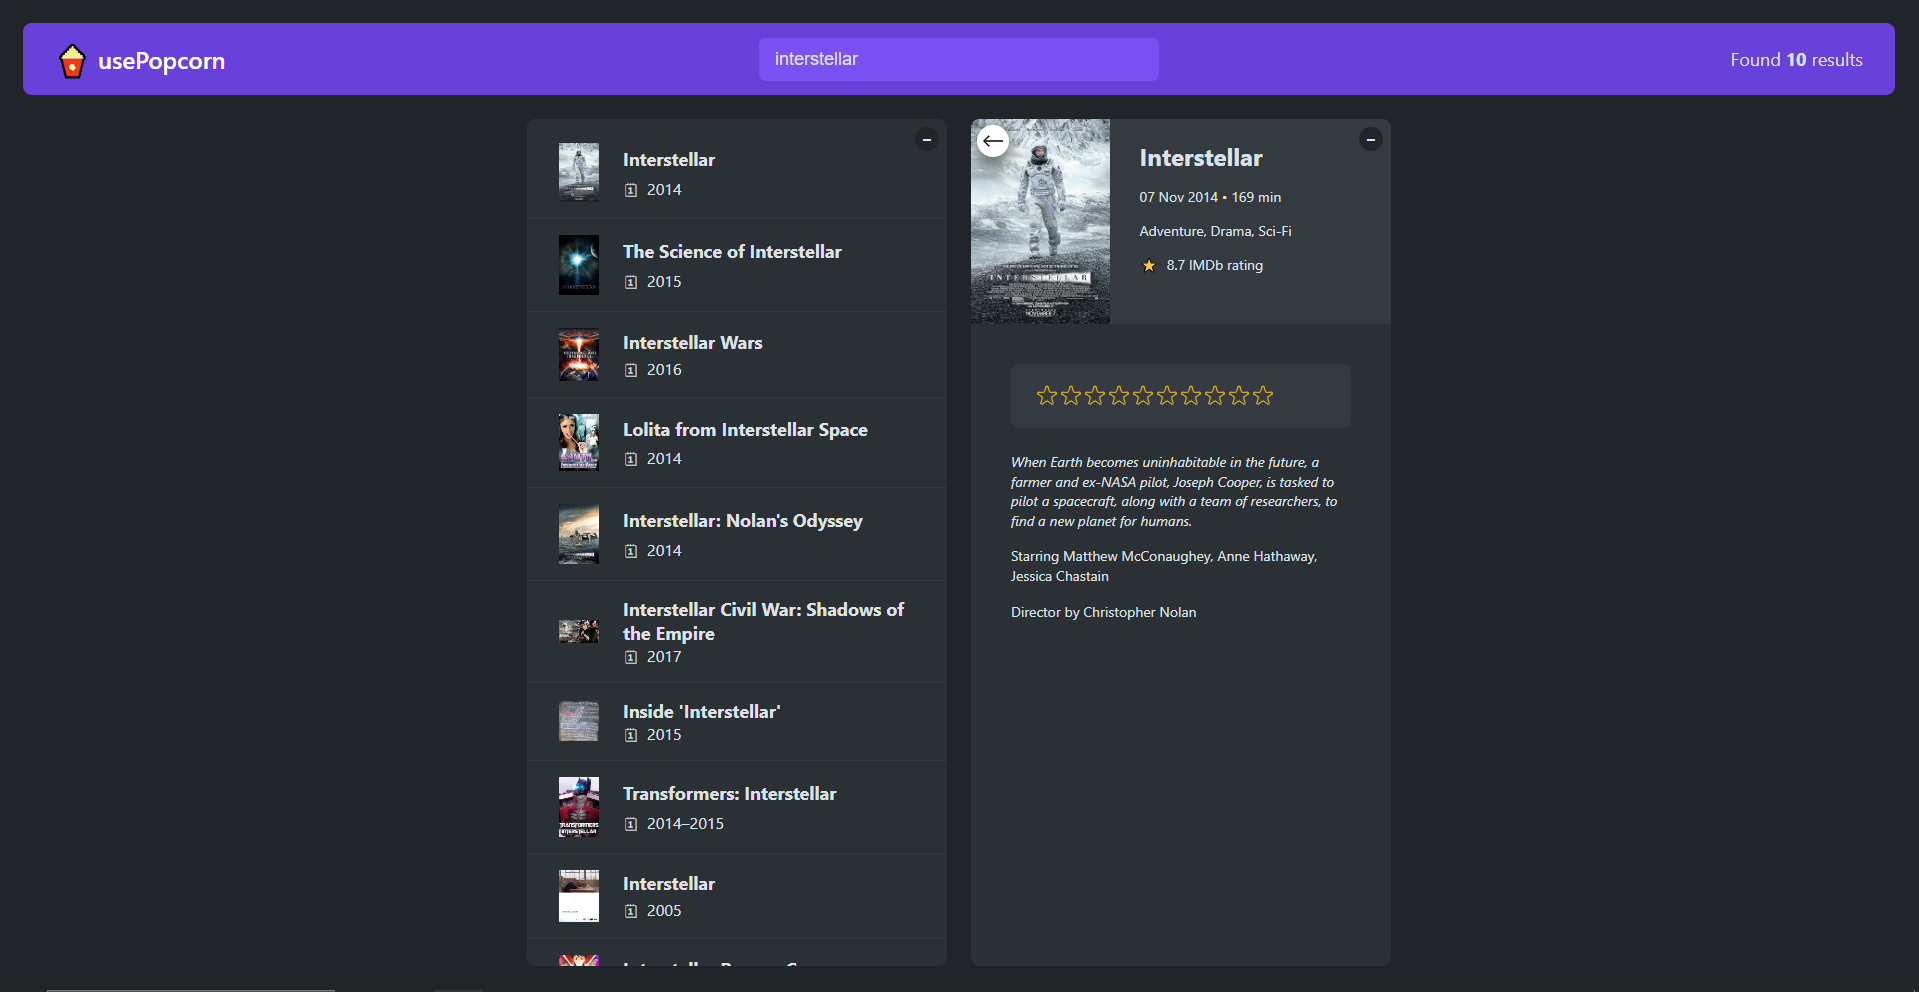 usePopcorn
interstellar
Found 10 results
Interstellar
2014
The Science of Interstellar
2015
Interstellar Wars
2016
Lolita from Interstellar Space
2014
Interstellar: Nolan's Odyssey
2014
Interstellar Civil War: Shadows of
the Empire
2017
Inside 'Interstellar'
2015
Transformers: Interstellar
2014–2015
Interstellar
2005
INTERSTELLAR
Interstellar
07 Nov 2014 • 169 min
Adventure, Drama, Sci-Fi
8.7 IMDb rating
When Earth becomes uninhabitable in the future, a
farmer and ex-NASA pilot, Joseph Cooper, is tasked to
pilot a spacecraft, along with a team of researchers, to
find a new planet for humans.
Starring Matthew McConaughey, Anne Hathaway,
Jessica Chastain
Director by Christopher Nolan